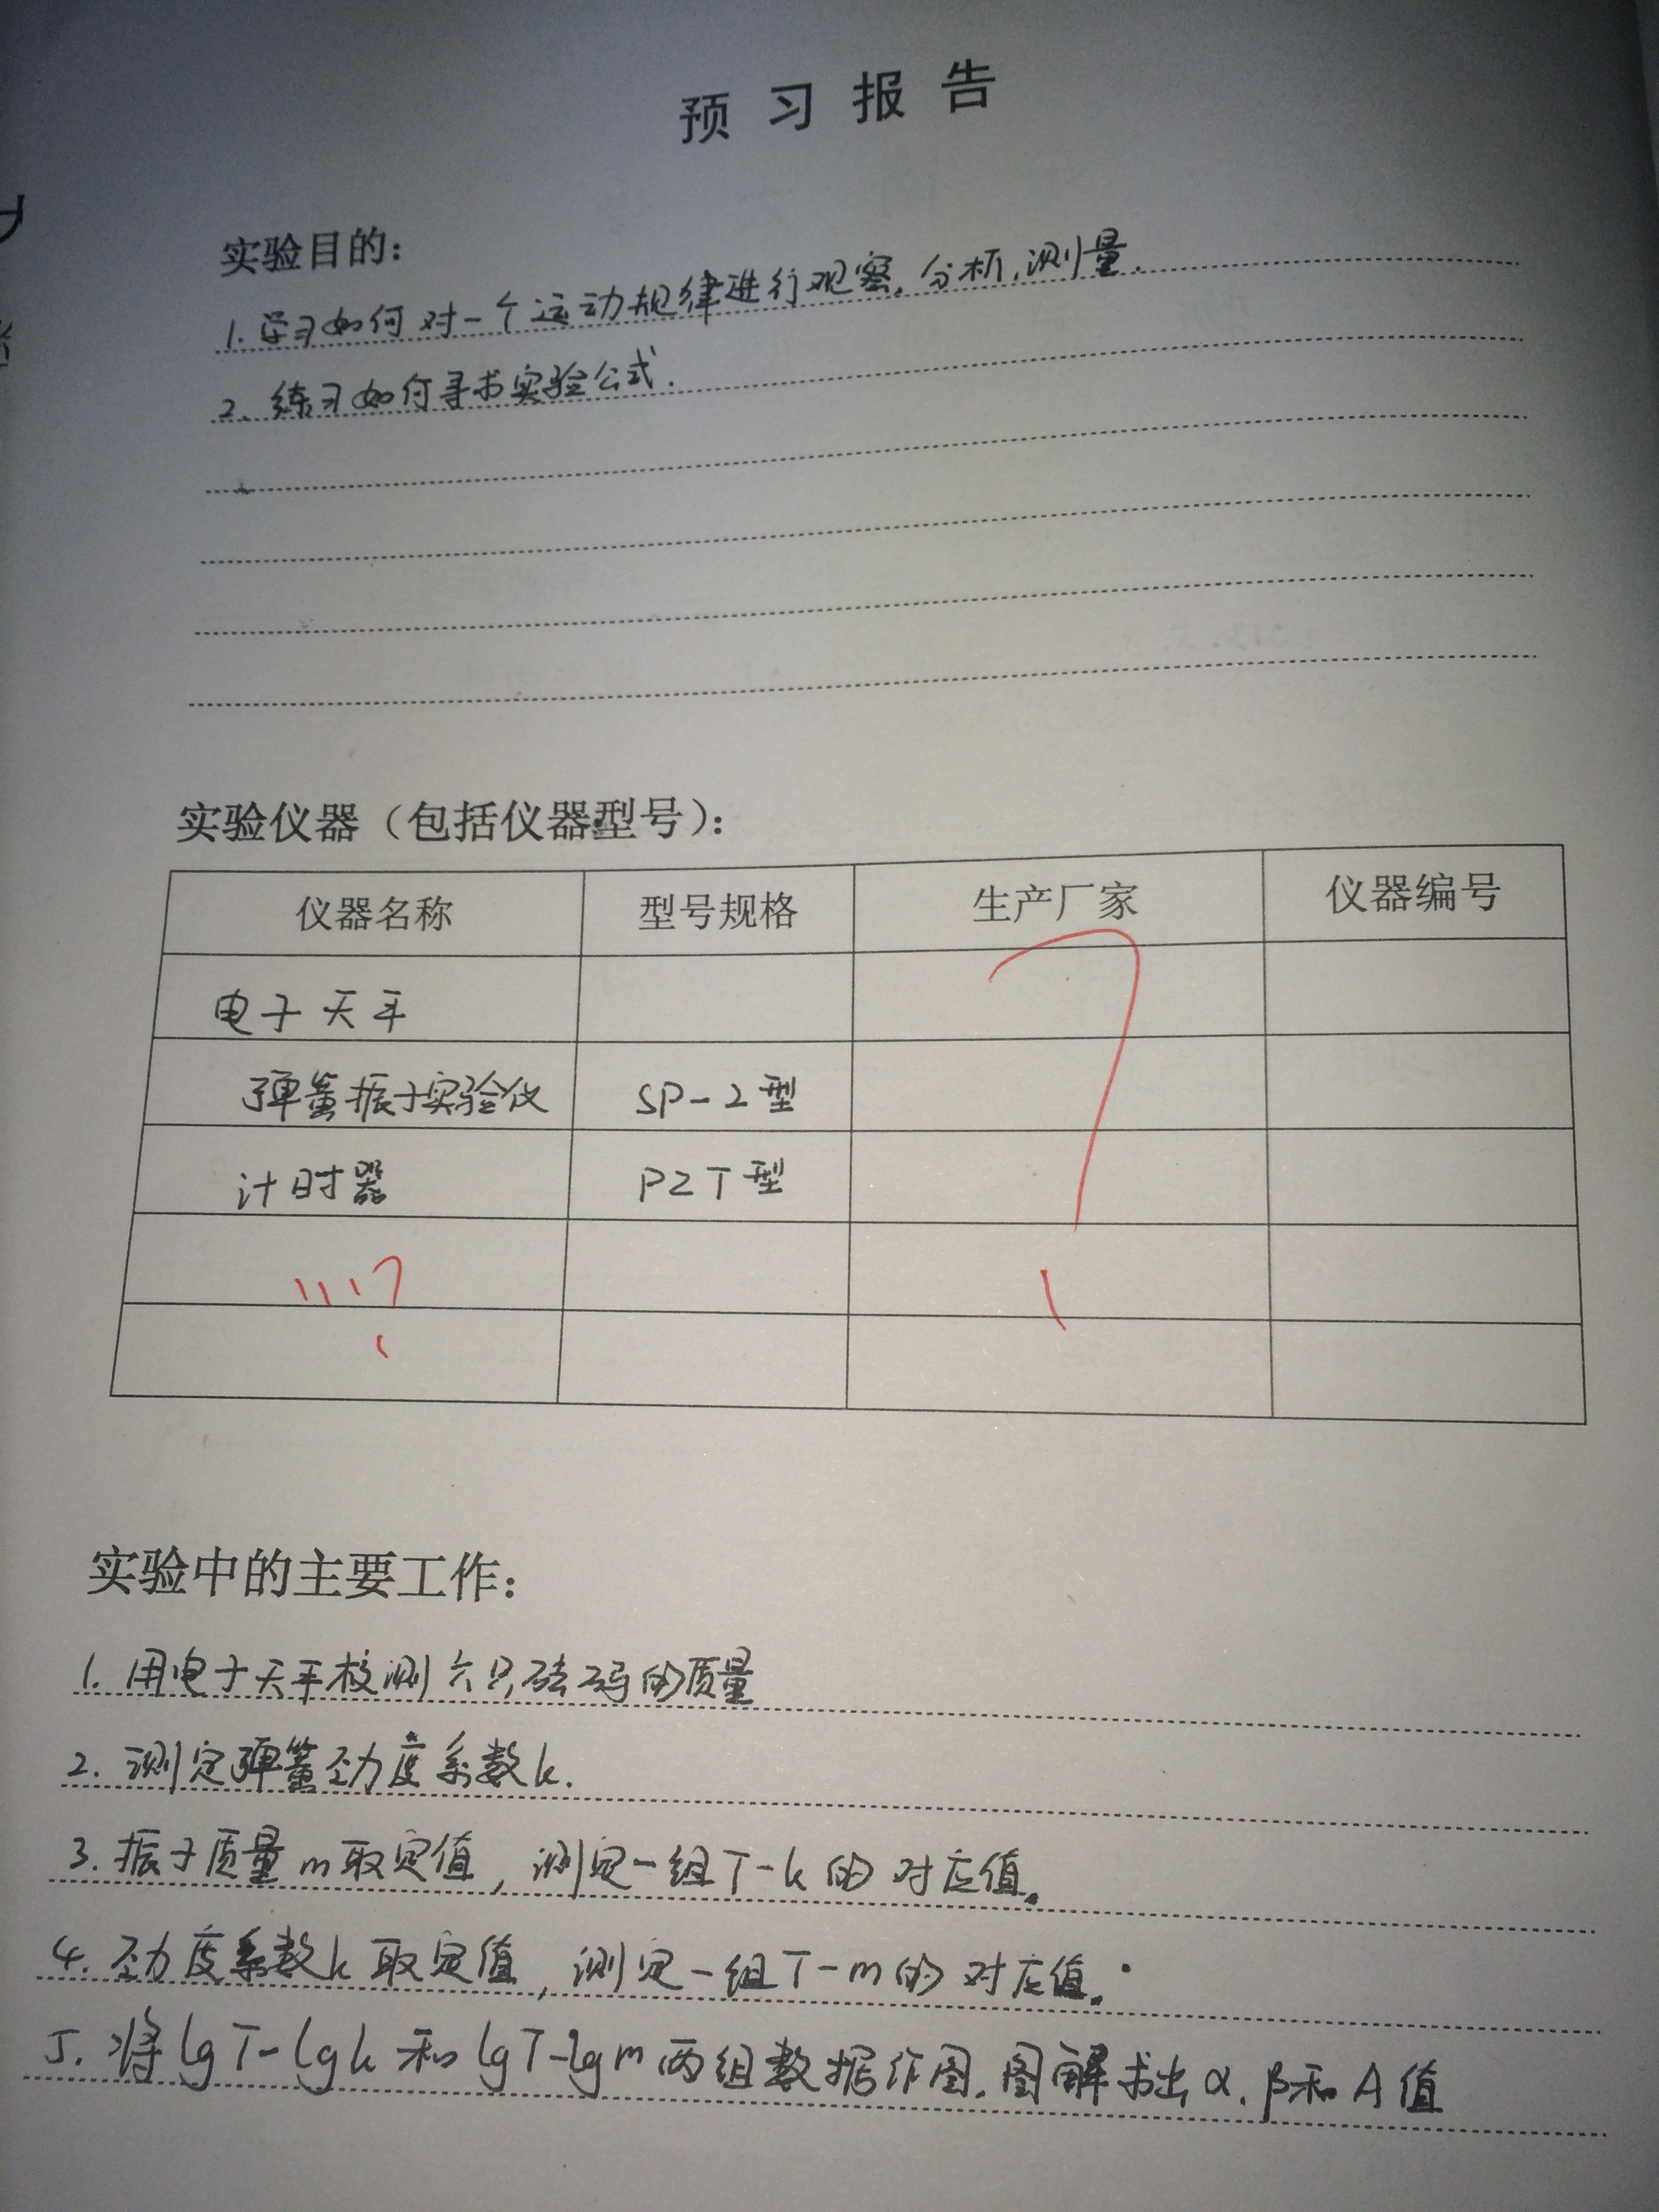 预习报告
实验目的：
1. 学习如何对一个运动规律进行观察、分析、测量.
2. 练习如何寻求实验公式.
实验仪器（包括仪器型号）：
仪器名称 型号规格 生产厂家 仪器编号
电子天平
弹簧振子实验仪 SP-2型
计时器 PZT型
实验中的主要工作：
1. 用电子天平校测六只砝码的质量
2. 测定弹簧劲度系数k.
3. 振子质量m取定值，测定一组T-k的对应值。
4. 劲度系数k取定值，测定一组T-m的对应值。
5. 将lgT-lgk和lgT-lgm两组数据作图.图解求出α.β和A值